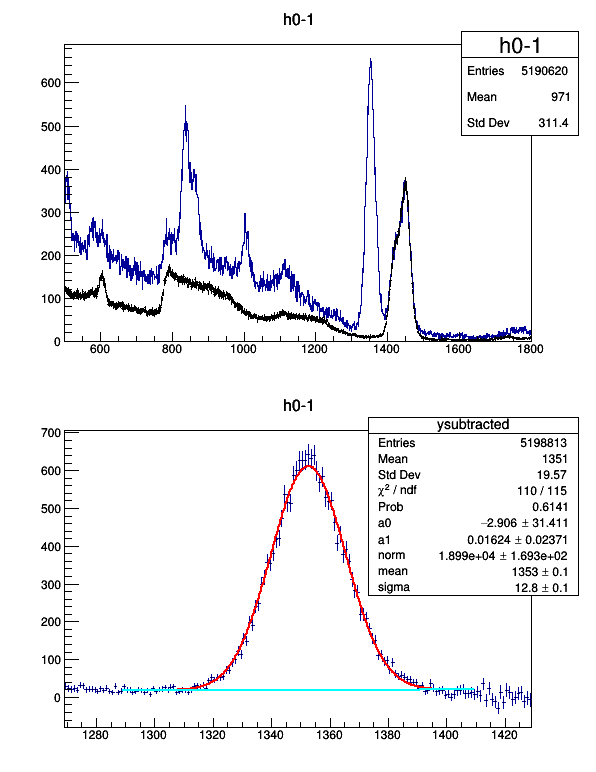 h0-1
h0-1
Entries 5190620
Mean 971
Std Dev 311.4
600
500
400
300
200
100
0
600 800 1000 1200 1400 1600 1800
h0-1
ysubtracted
Entries 5198813
Mean 1351
Std Dev 19.57
χ² / ndf 110 / 115
Prob 0.6141
a0 −2.906 ± 31.411
a1 0.01624 ± 0.02371
norm 1.899e+04 ± 1.693e+02
mean 1353 ± 0.1
sigma 12.8 ± 0.1
700
600
500
400
300
200
100
0
1280 1300 1320 1340 1360 1380 1400 1420